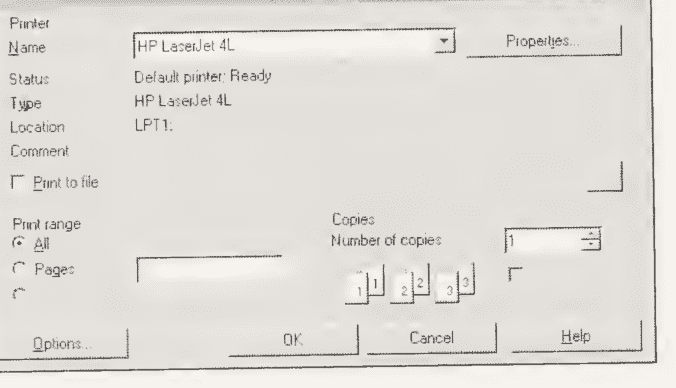 Printer
Name HP LaserJet 4L Properties...
Status Default printer; Ready
Type HP LaserJet 4L
Location LPT1:
Comment
Print to file
Print range Copies
All Number of copies 1
Pages
1 1 2 2 3 3
Options... OK Cancel Help